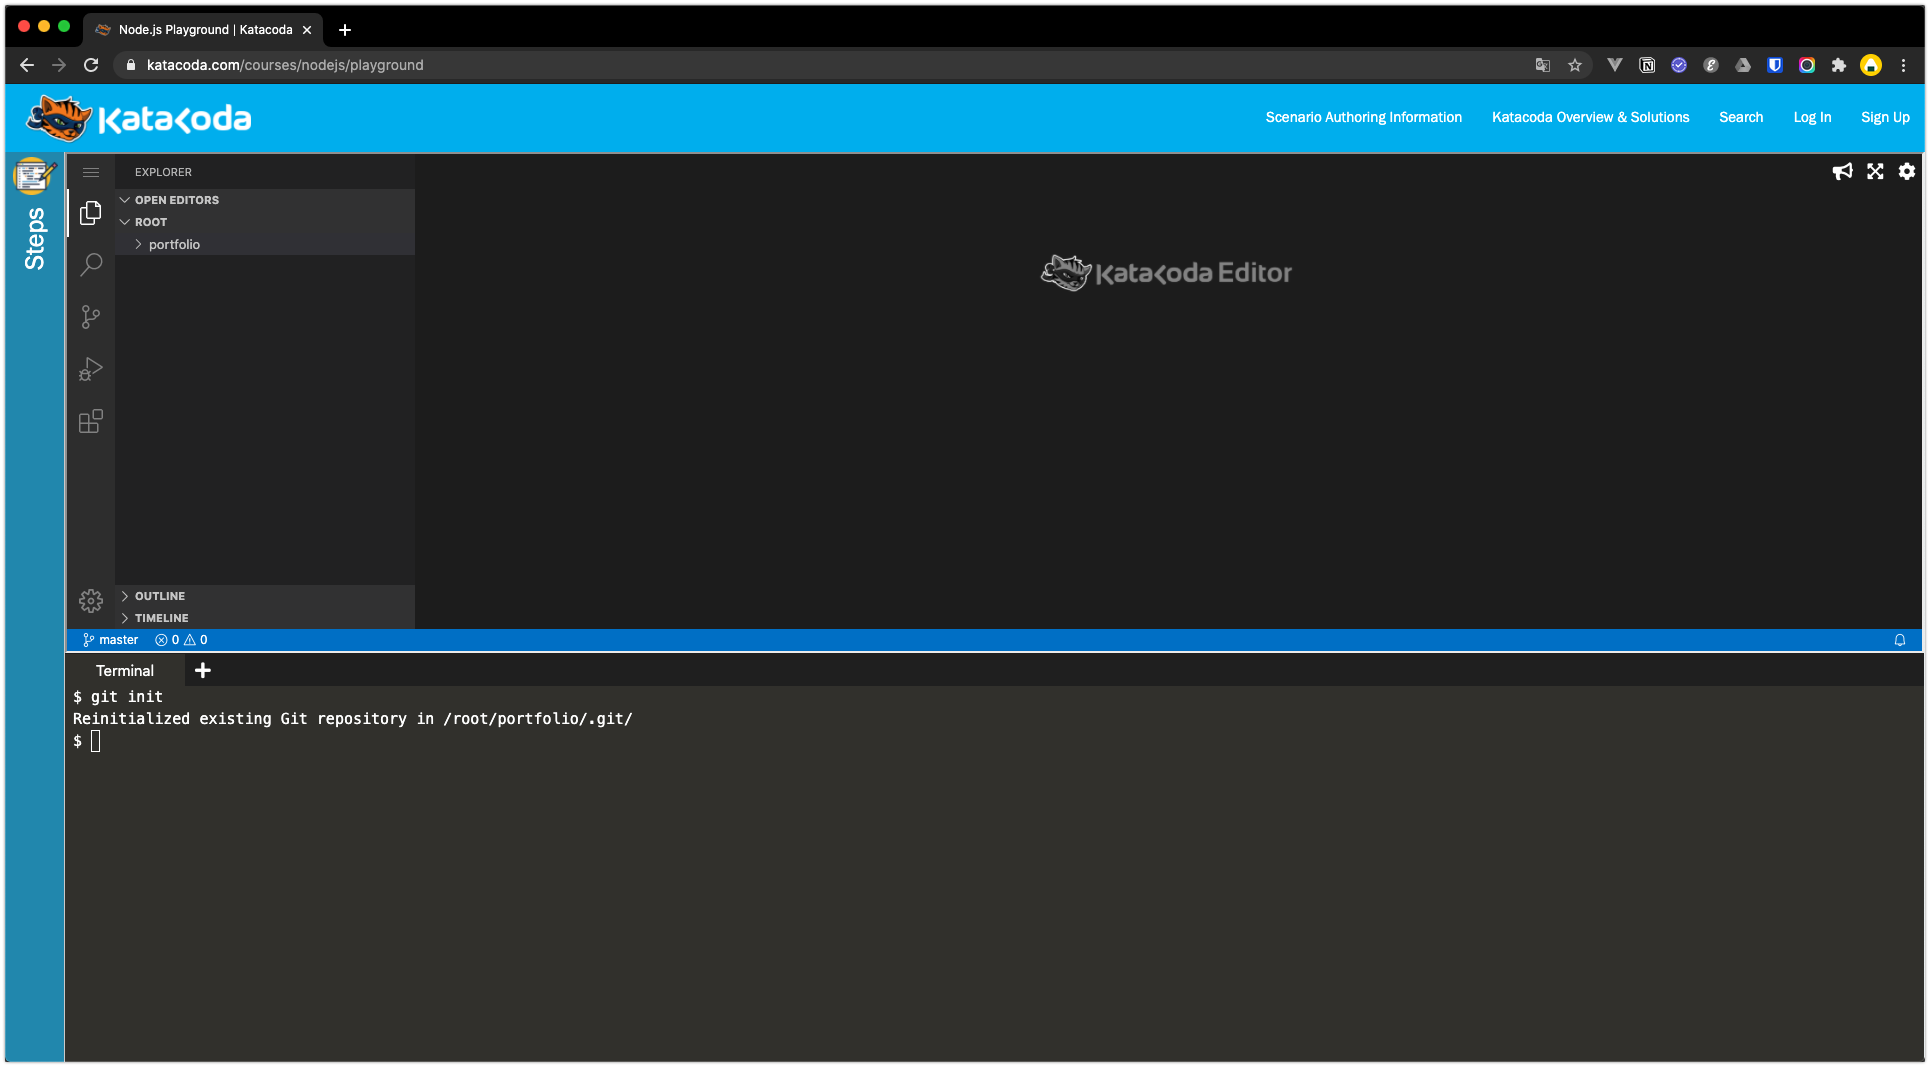 Node.js Playground | Katacoda
katacoda.com/courses/nodejs/playground
Katacoda
Scenario Authoring Information
Katacoda Overview & Solutions
Search
Log In
Sign Up
Steps
EXPLORER
OPEN EDITORS
ROOT
portfolio
Katacoda Editor
OUTLINE
TIMELINE
master 0 0
Terminal
$ git init
Reinitialized existing Git repository in /root/portfolio/.git/
$